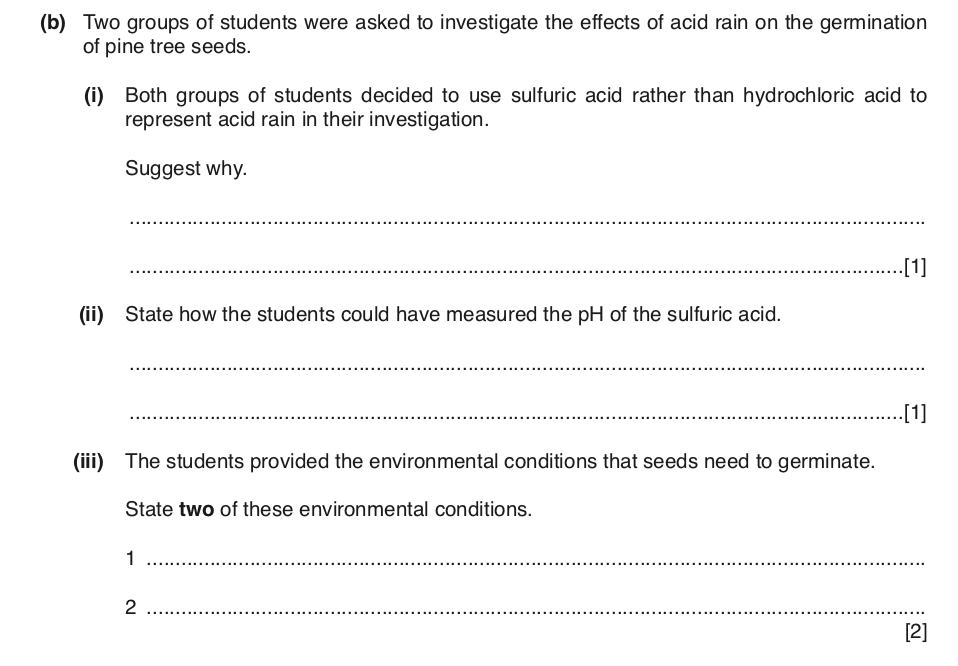 (b) Two groups of students were asked to investigate the effects of acid rain on the germination
of pine tree seeds.
(i) Both groups of students decided to use sulfuric acid rather than hydrochloric acid to
represent acid rain in their investigation.
Suggest why.
..........................................................................................................................................
......................................................................................................................................[1]
(ii) State how the students could have measured the pH of the sulfuric acid.
..........................................................................................................................................
......................................................................................................................................[1]
(iii) The students provided the environmental conditions that seeds need to germinate.
State two of these environmental conditions.
1 .......................................................................................................................................
2 .......................................................................................................................................
[2]